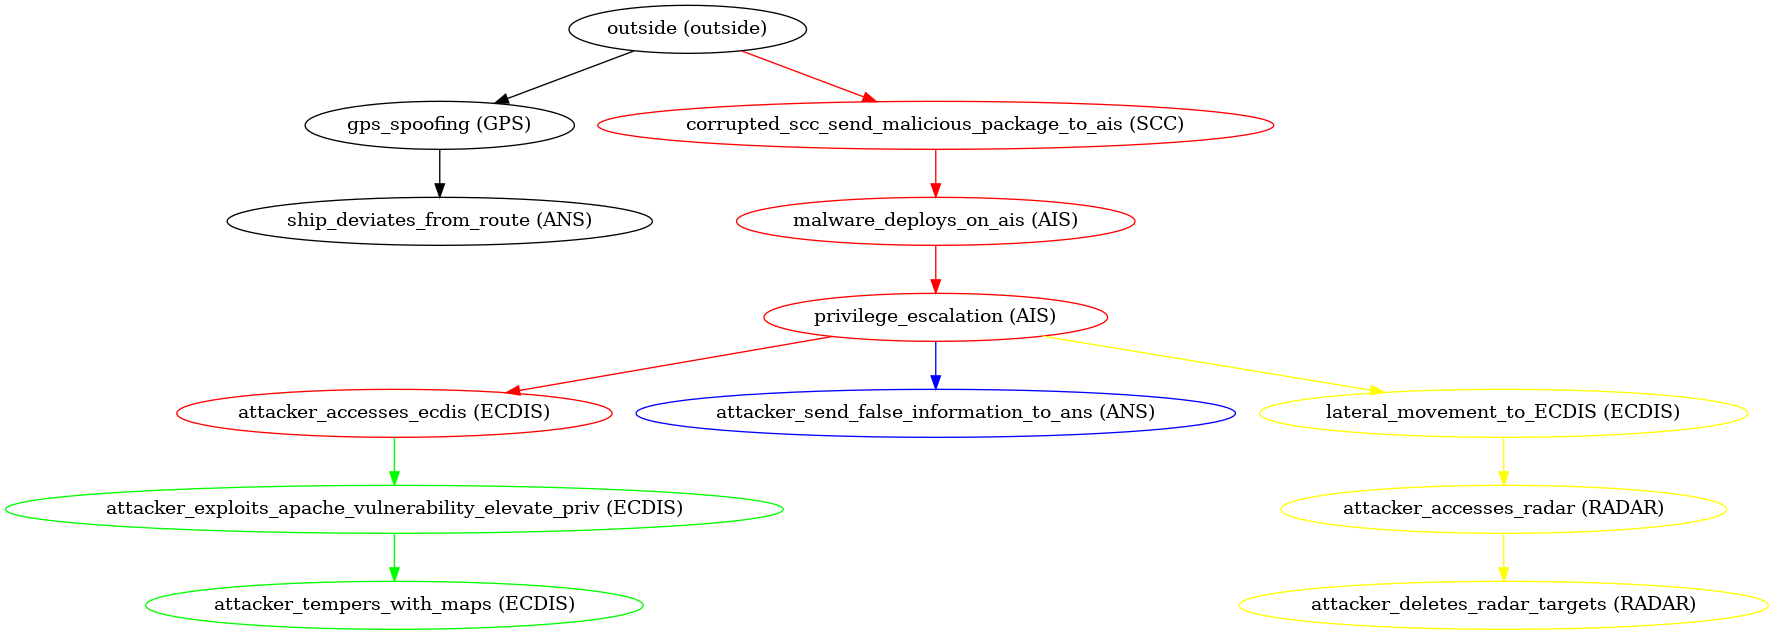 outside (outside)
gps_spoofing (GPS)
corrupted_scc_send_malicious_package_to_ais (SCC)
ship_deviates_from_route (ANS)
malware_deploys_on_ais (AIS)
privilege_escalation (AIS)
attacker_accesses_ecdis (ECDIS)
attacker_send_false_information_to_ans (ANS)
lateral_movement_to_ECDIS (ECDIS)
attacker_exploits_apache_vulnerability_elevate_priv (ECDIS)
attacker_accesses_radar (RADAR)
attacker_tempers_with_maps (ECDIS)
attacker_deletes_radar_targets (RADAR)